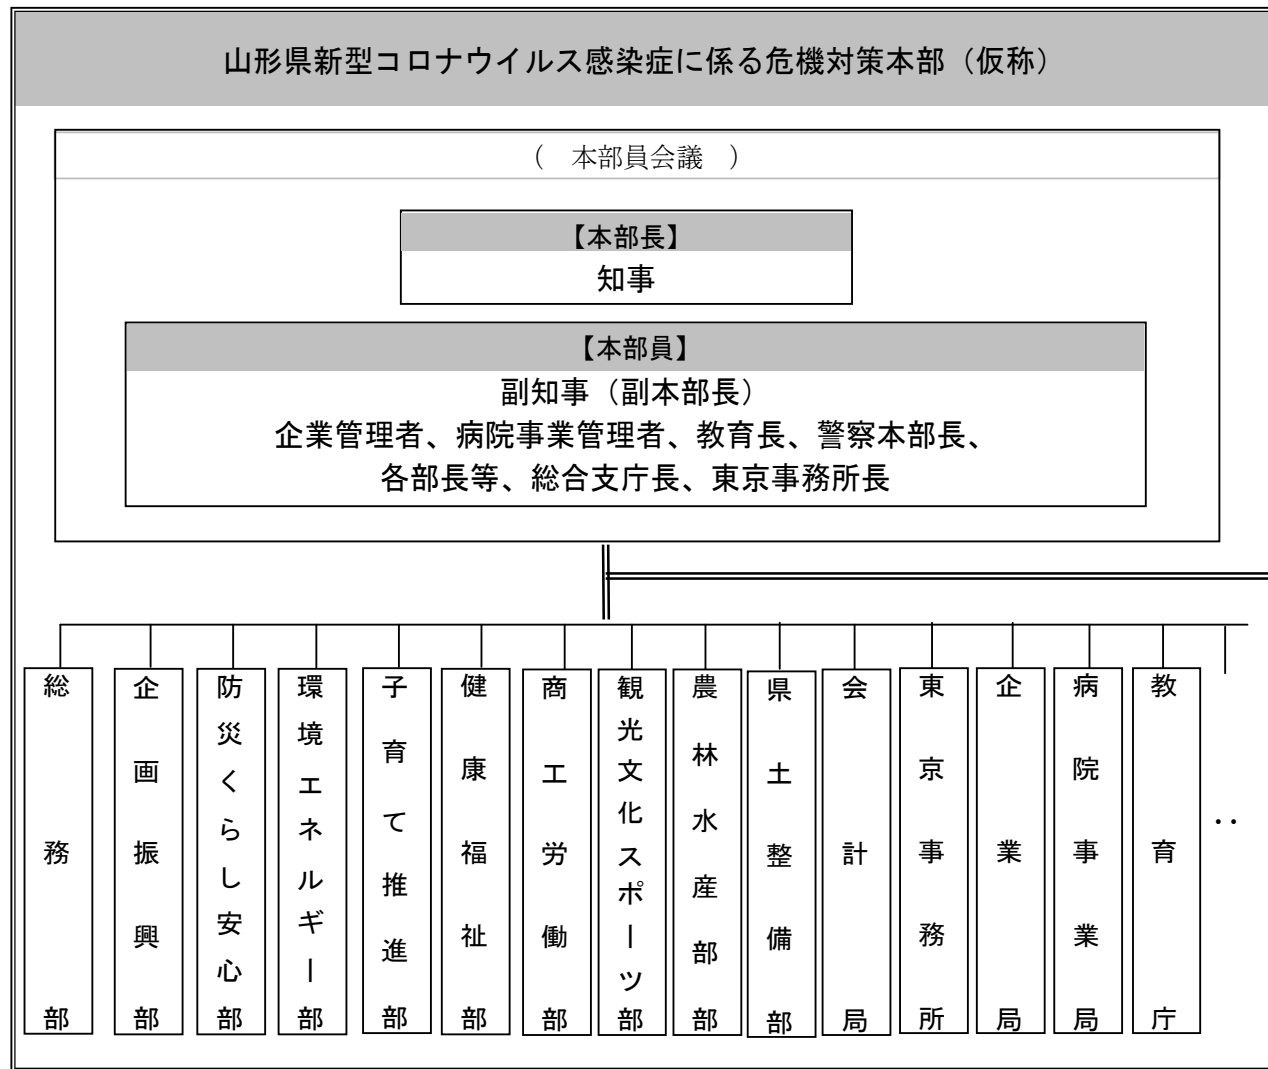 山形県新型コロナウイルス感染症に係る危機対策本部（仮称）
（　本部員会議　）
【本部長】
知事
【本部員】
副知事（副本部長）
企業管理者、病院事業管理者、教育長、警察本部長、
各部長等、総合支庁長、東京事務所長
総務部
企画振興部
防災くらし安心部
環境エネルギー部
子育て推進部
健康福祉部
商工労働部
観光文化スポーツ部
農林水産部部
県土整備部
会計局
東京事務所
企業局
病院事業局
教育庁
‥